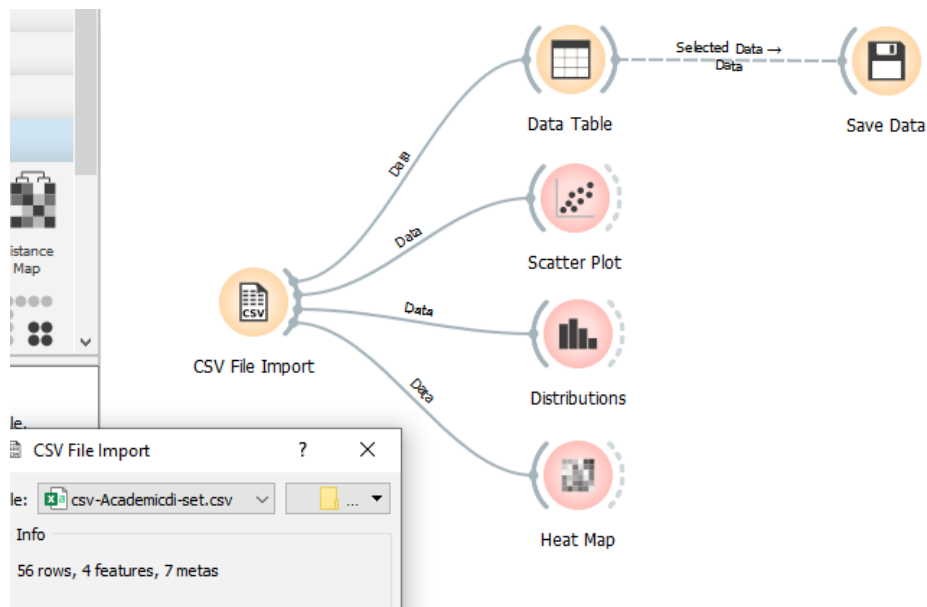 Selected Data →
Data
Data Table
Save Data
Data
istance
Map
Data
Scatter Plot
Data
CSV
CSV File Import
Distributions
Data
Heat Map
le.
CSV File Import ? ×
le: csv-Academicdi-set.csv ...
Info
56 rows, 4 features, 7 metas